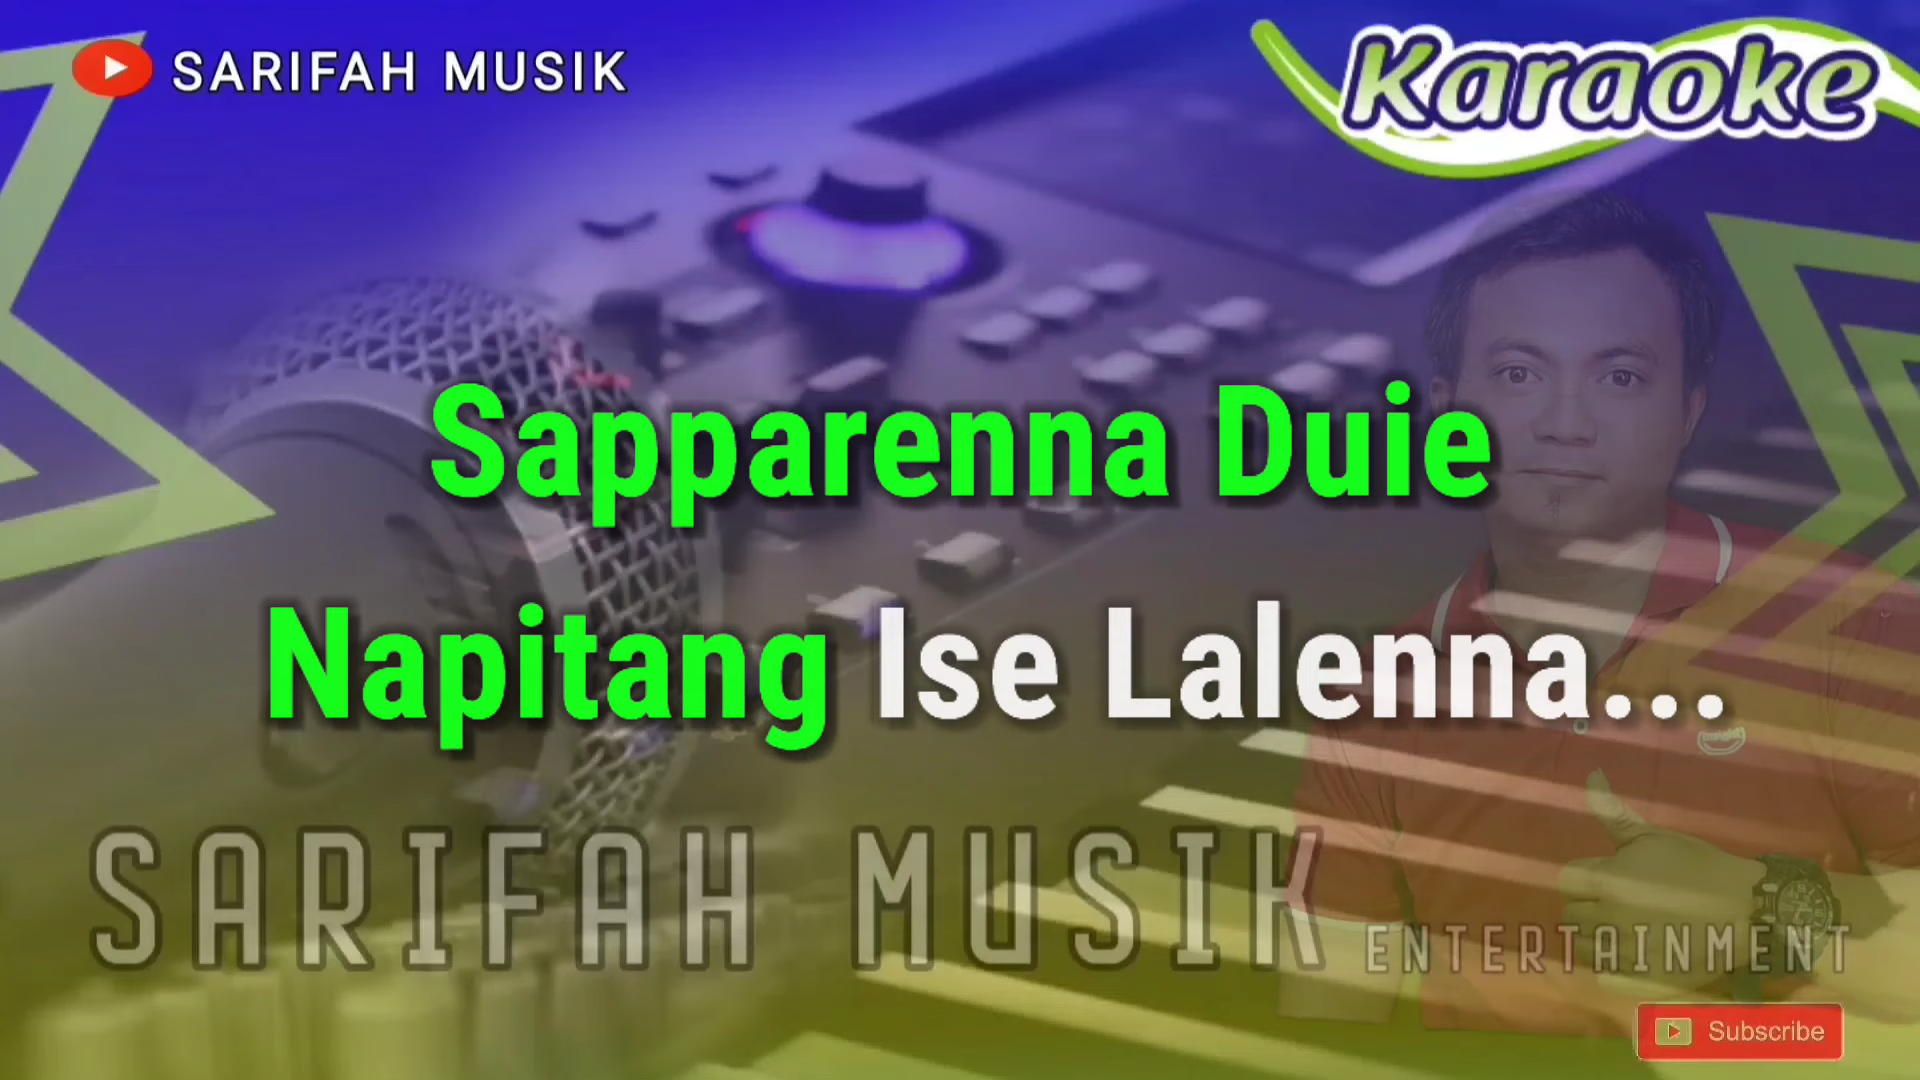 SARIFAH MUSIK
Karaoke
Sapparenna Duie
Napitang Ise Lalenna...
SARIFAH MUSIK ENTERTAINMENT
Subscribe